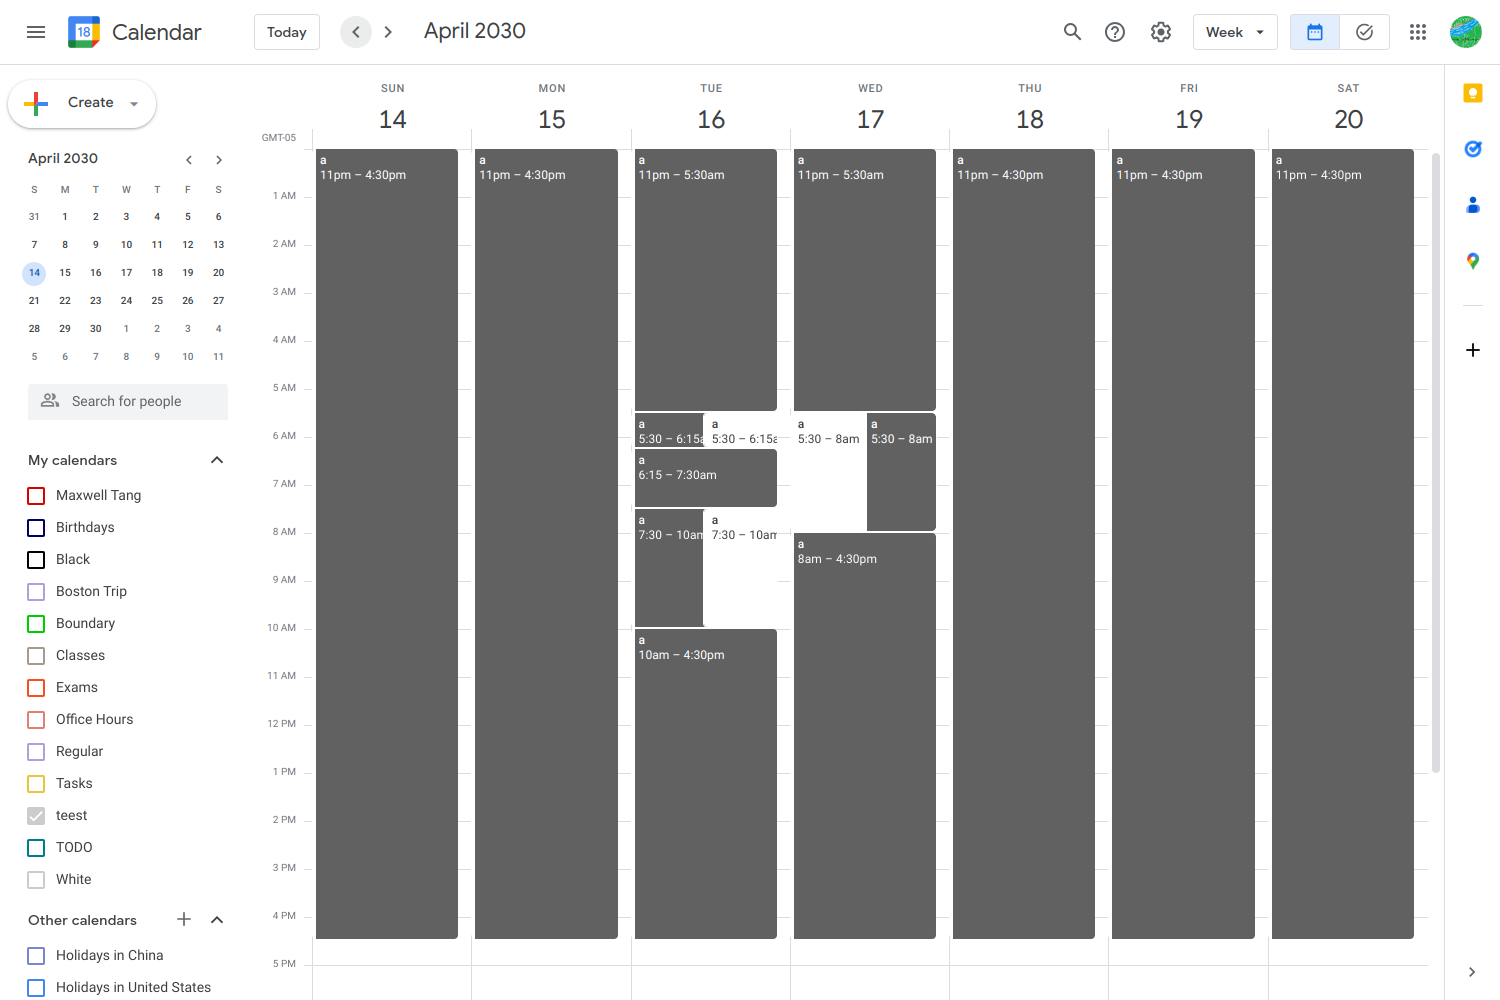 18 Calendar Today April 2030 Week
Create
April 2030
S M T W T F S
31 1 2 3 4 5 6
7 8 9 10 11 12 13
14 15 16 17 18 19 20
21 22 23 24 25 26 27
28 29 30 1 2 3 4
5 6 7 8 9 10 11
Search for people
My calendars
Maxwell Tang
Birthdays
Black
Boston Trip
Boundary
Classes
Exams
Office Hours
Regular
Tasks
teest
TODO
White
Other calendars
Holidays in China
Holidays in United States
SUN MON TUE WED THU FRI SAT
14 15 16 17 18 19 20
GMT-05
1 AM
2 AM
3 AM
4 AM
5 AM
6 AM
7 AM
8 AM
9 AM
10 AM
11 AM
12 PM
1 PM
2 PM
3 PM
4 PM
5 PM
a
11pm – 4:30pm
a
11pm – 4:30pm
a
11pm – 5:30am
a
5:30 – 6:15a
a
5:30 – 6:15a
a
6:15 – 7:30am
a
7:30 – 10am
a
7:30 – 10am
a
10am – 4:30pm
a
11pm – 5:30am
a
5:30 – 8am
a
5:30 – 8am
a
8am – 4:30pm
a
11pm – 4:30pm
a
11pm – 4:30pm
a
11pm – 4:30pm